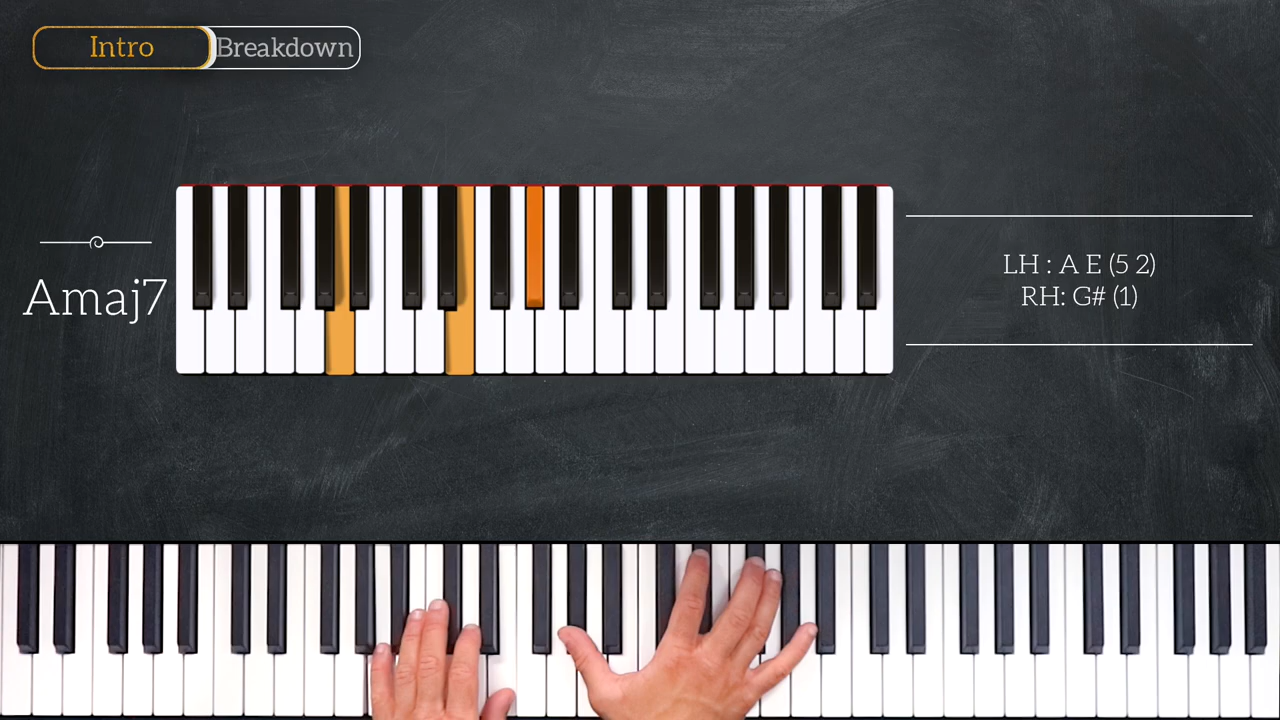 Intro
Breakdown
Amaj7
LH : A E (5 2)
RH: G# (1)